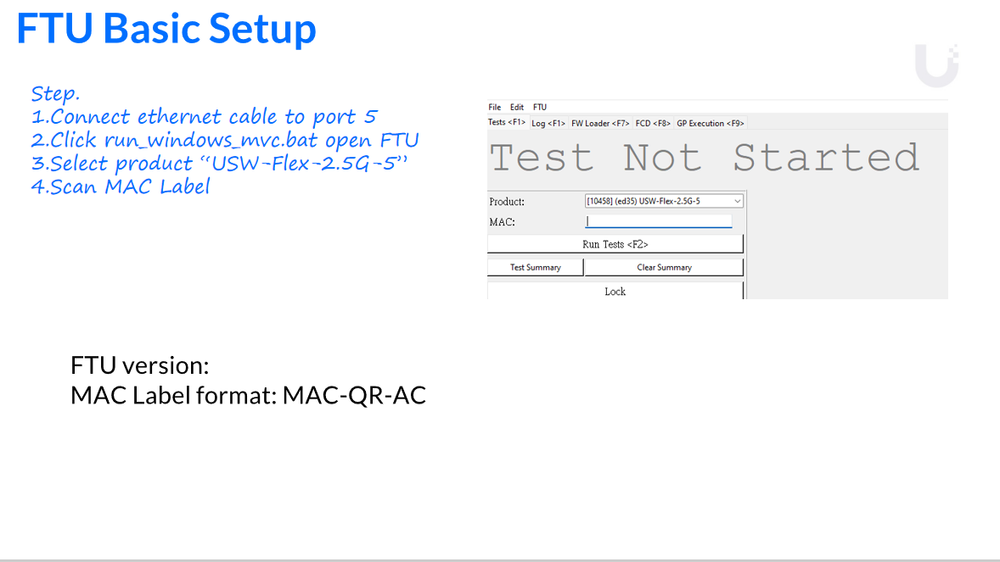 FTU Basic Setup
Step.
1.Connect ethernet cable to port 5
2.Click run_windows_mvc.bat open FTU
3.Select product “USW-Flex-2.5G-5”
4.Scan MAC Label
File Edit FTU
Tests <F1> Log <F1> FW Loader <F7> FCD <F8> GP Execution <F9>
Test Not Started
Product: [10458] (ed35) USW-Flex-2.5G-5
MAC:
Run Tests <F2>
Test Summary Clear Summary
Lock
FTU version:
MAC Label format: MAC-QR-AC